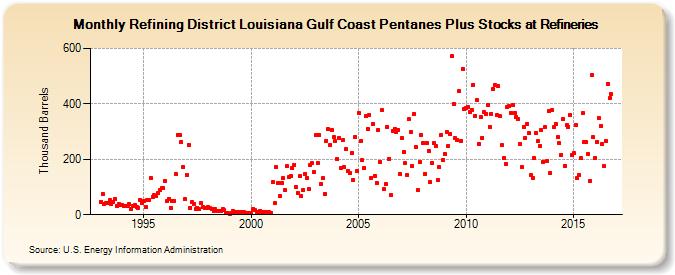 Monthly Refining District Louisiana Gulf Coast Pentanes Plus Stocks at Refineries
Thousand Barrels
600
400
200
0
1995 2000 2005 2010 2015
Source: U.S. Energy Information Administration